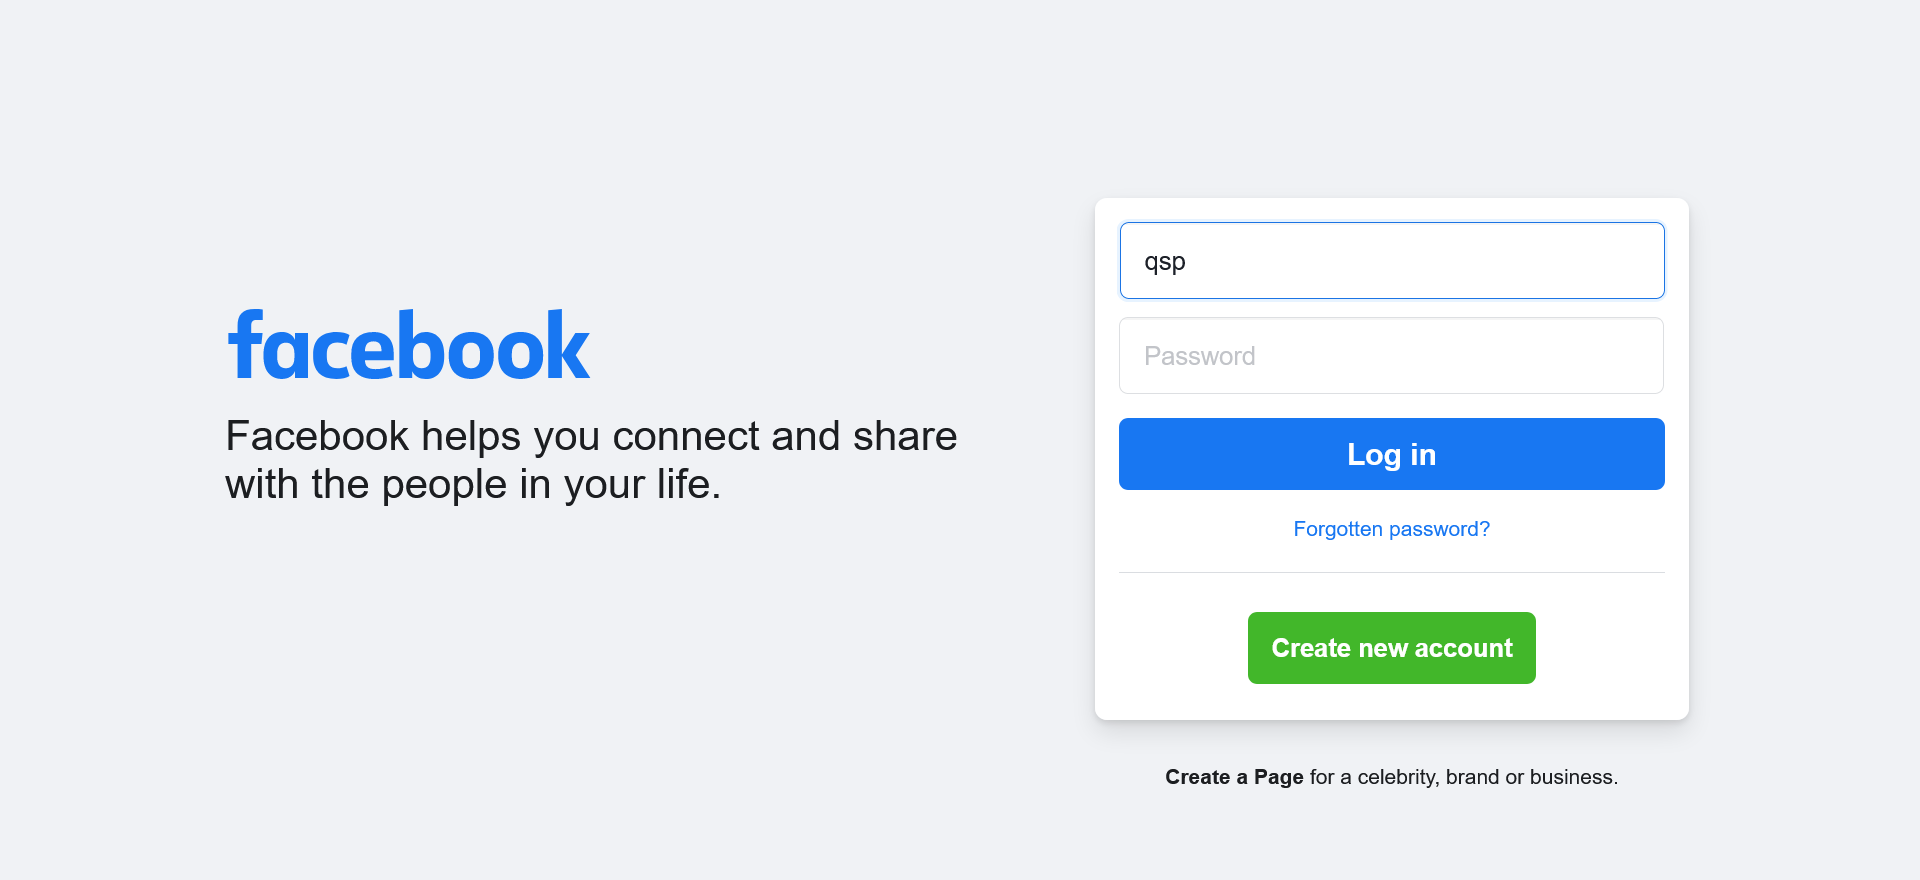 facebook
Facebook helps you connect and share
with the people in your life.
qsp
Password
Log in
Forgotten password?
Create new account
Create a Page for a celebrity, brand or business.